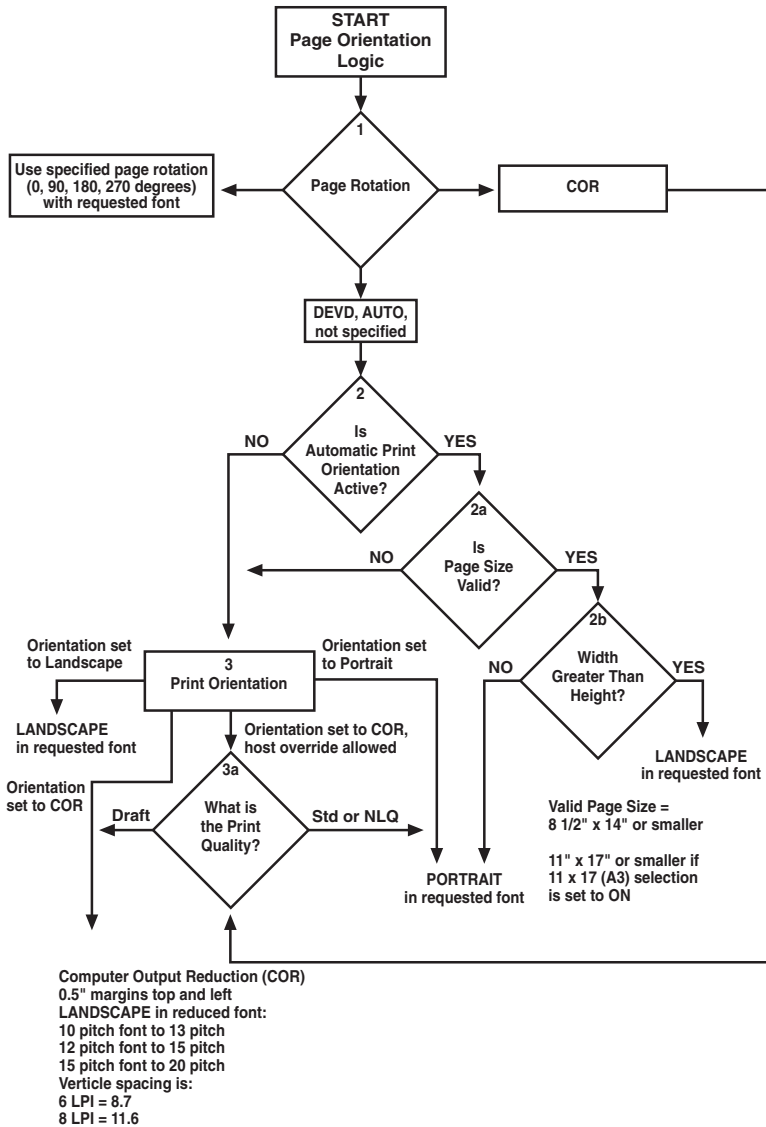 START
Page Orientation
Logic
1
Page Rotation
Use specified page rotation
(0, 90, 180, 270 degrees)
with requested font
COR
DEVD, AUTO,
not specified
2
Is
Automatic Print
Orientation
Active?
NO
YES
2a
Is
Page Size
Valid?
NO
YES
2b
Width
Greater Than
Height?
NO
YES
Orientation set
to Landscape
3
Print Orientation
Orientation set
to Portrait
LANDSCAPE
in requested font
Orientation set to COR,
host override allowed
LANDSCAPE
in requested font
Orientation
set to COR
3a
What is
the Print
Quality?
Draft
Std or NLQ
Valid Page Size =
8 1/2" x 14" or smaller
11" x 17" or smaller if
11 x 17 (A3) selection
is set to ON
PORTRAIT
in requested font
Computer Output Reduction (COR)
0.5" margins top and left
LANDSCAPE in reduced font:
10 pitch font to 13 pitch
12 pitch font to 15 pitch
15 pitch font to 20 pitch
Verticle spacing is:
6 LPI = 8.7
8 LPI = 11.6